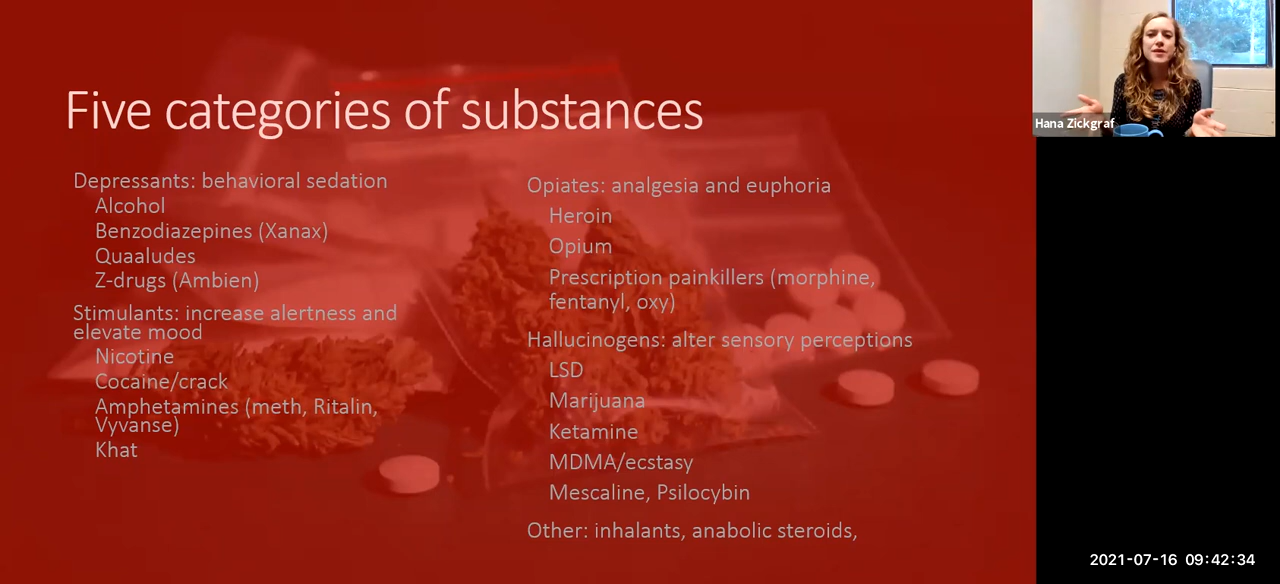 Five categories of substances
Depressants: behavioral sedation
Alcohol
Benzodiazepines (Xanax)
Quaaludes
Z-drugs (Ambien)
Stimulants: increase alertness and
elevate mood
Nicotine
Cocaine/crack
Amphetamines (meth, Ritalin,
Vyvanse)
Khat
Opiates: analgesia and euphoria
Heroin
Opium
Prescription painkillers (morphine,
fentanyl, oxy)
Hallucinogens: alter sensory perceptions
LSD
Marijuana
Ketamine
MDMA/ecstasy
Mescaline, Psilocybin
Other: inhalants, anabolic steroids,
Hana Zickgraf
2021-07-16 09:42:34